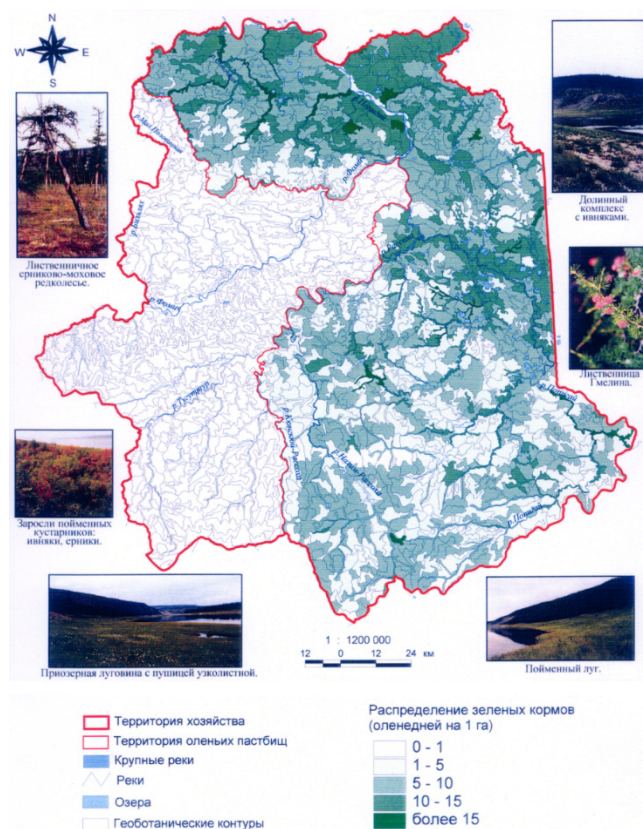 N
W E
S
р.Фомич
р.Фомич
Лиственничное
ерниково-моховое
редколесье.
Долинный
комплекс
с ивняками.
Лиственница
Гмелина.
Заросли пойменных
кустарников:
ивняки, ерники.
1 : 1200 000
12 0 12 24 км
Приозерная луговина с пушицей узколистной.
Пойменный луг.
Территория хозяйства
Территория оленьих пастбищ
Крупные реки
Реки
Озера
Геоботанические контуры
Распределение зеленых кормов
(оленедней на 1 га)
0 - 1
1 - 5
5 - 10
10 - 15
более 15